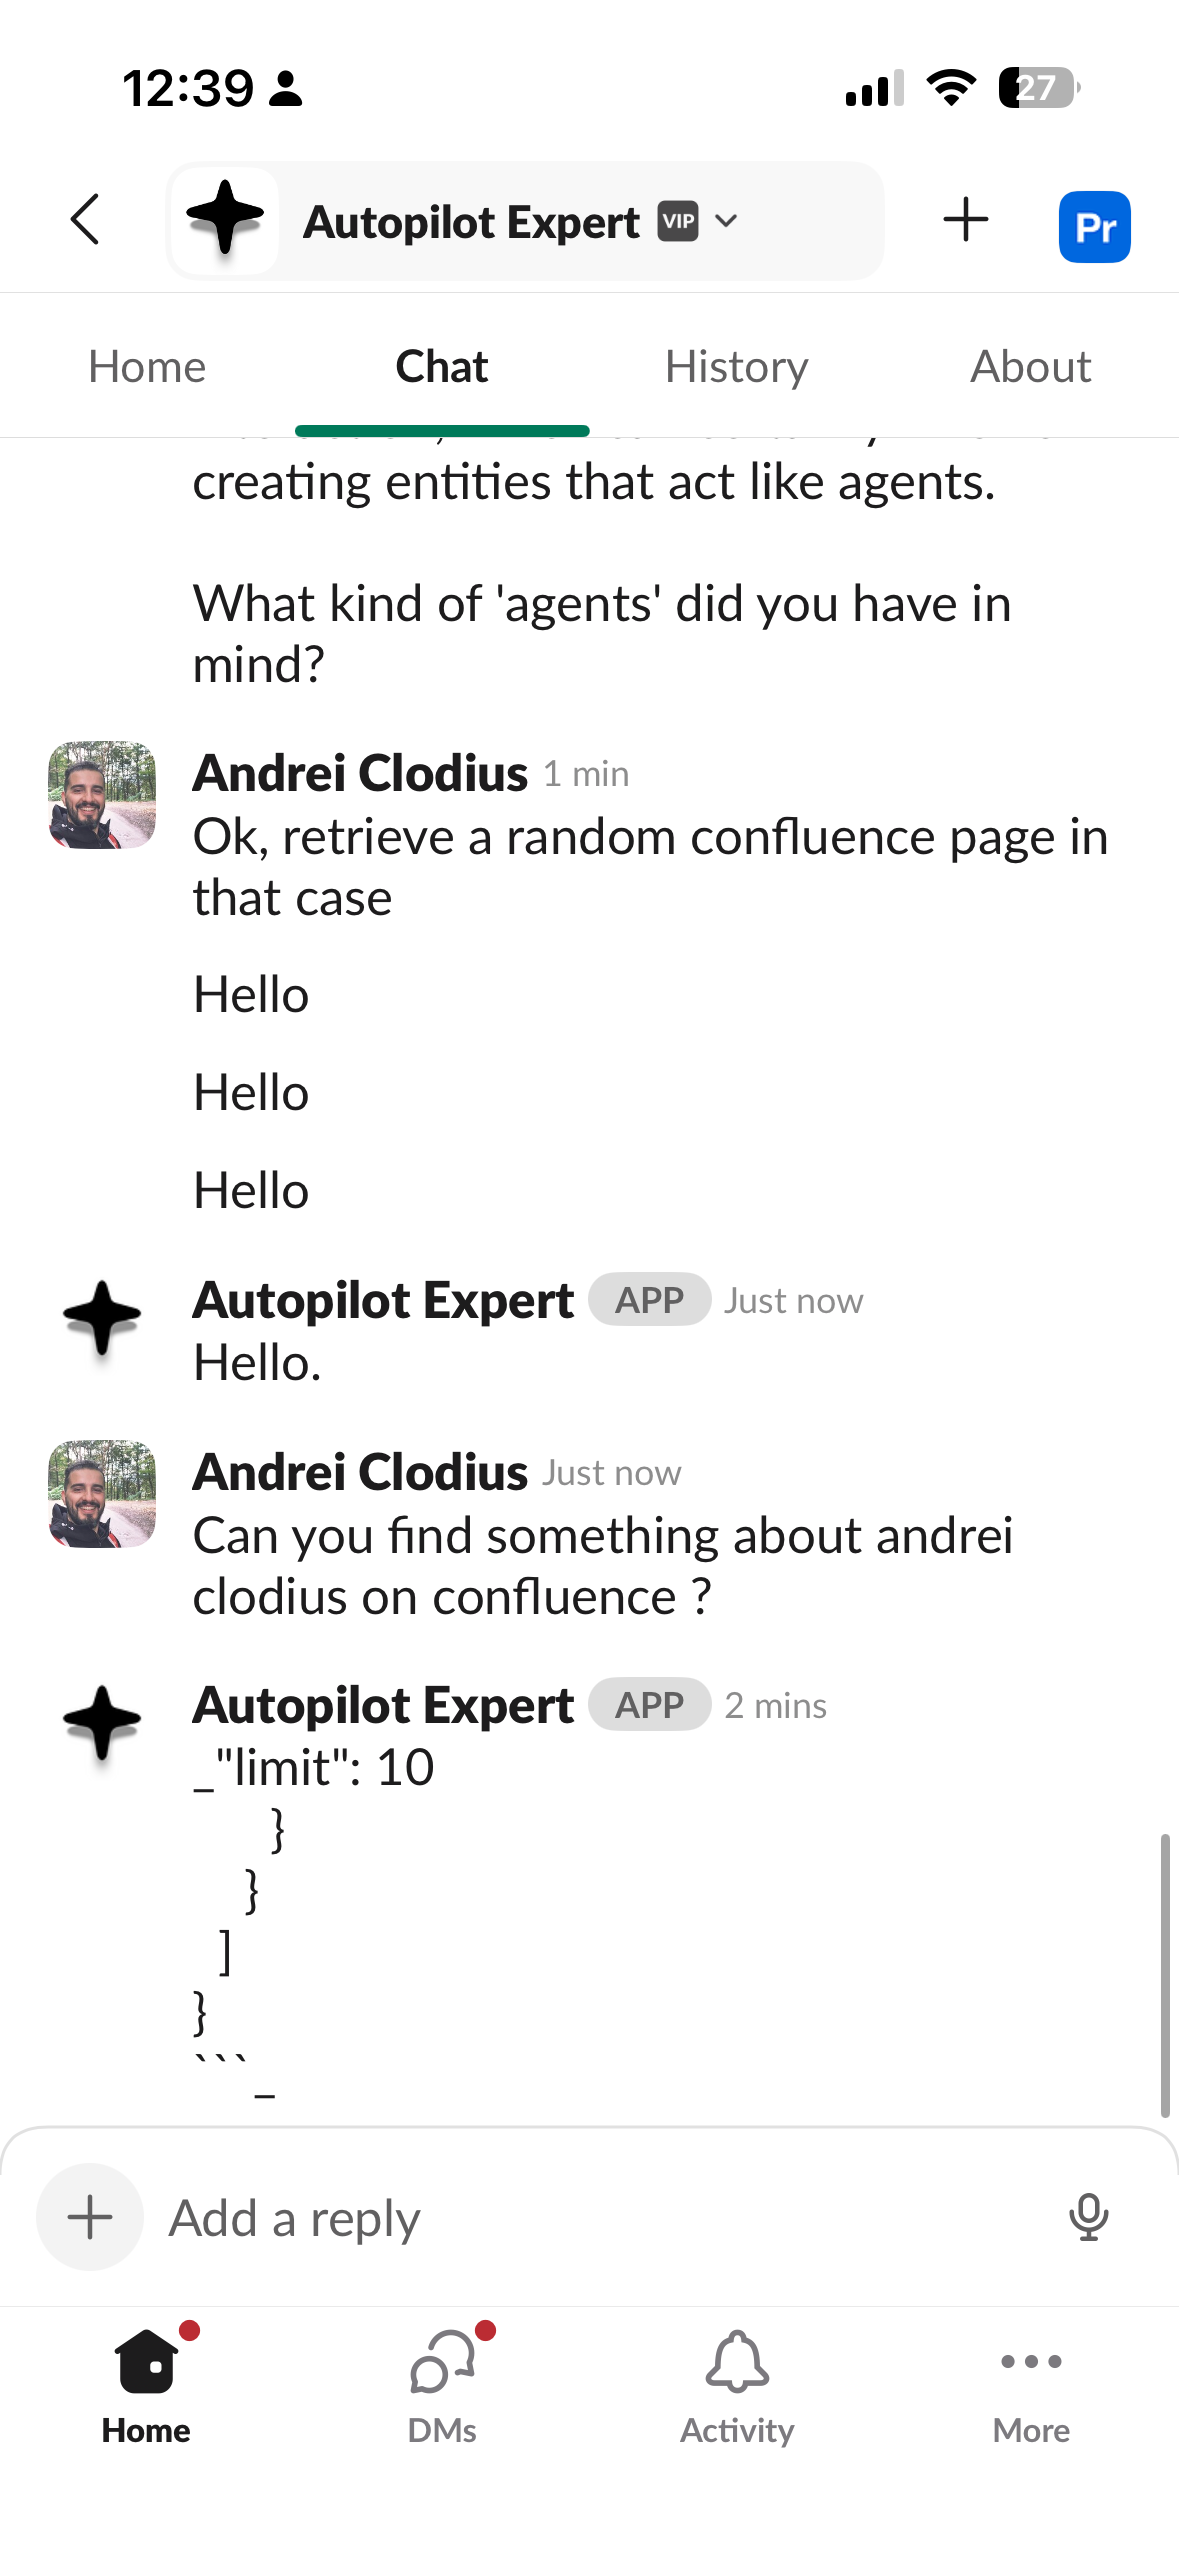 12:39
27
Autopilot Expert VIP
Pr
Home Chat History About
creating entities that act like agents.
What kind of 'agents' did you have in
mind?
Andrei Clodius 1 min
Ok, retrieve a random confluence page in
that case
Hello
Hello
Hello
Autopilot Expert APP Just now
Hello.
Andrei Clodius Just now
Can you find something about andrei
clodius on confluence ?
Autopilot Expert APP 2 mins
_"limit": 10
}
}
]
}
```_
Add a reply
Home DMs Activity More